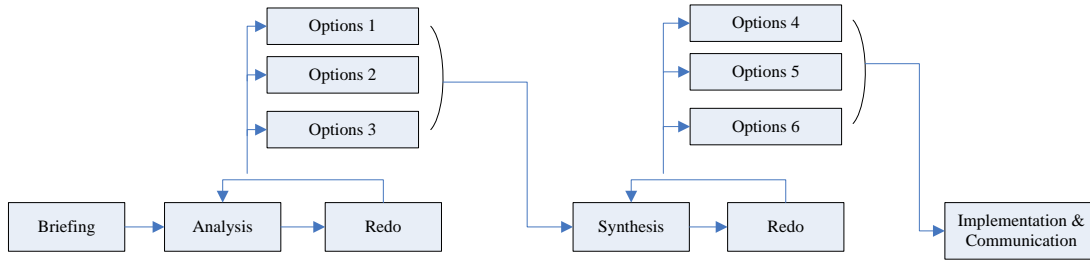 Options 1
Options 2
Options 3
Options 4
Options 5
Options 6
Briefing
Analysis
Redo
Synthesis
Redo
Implementation &
Communication